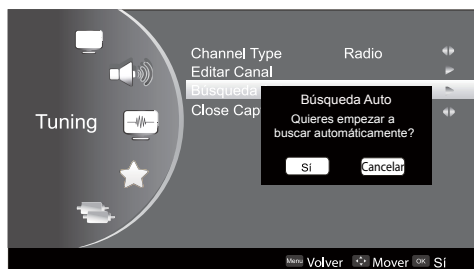 Channel Type Radio
Editar Canal
Búsqueda
Close Cap
Tuning
Búsqueda Auto
Quieres empezar a
buscar automáticamente?
Sí Cancelar
Menu Volver Mover OK Sí